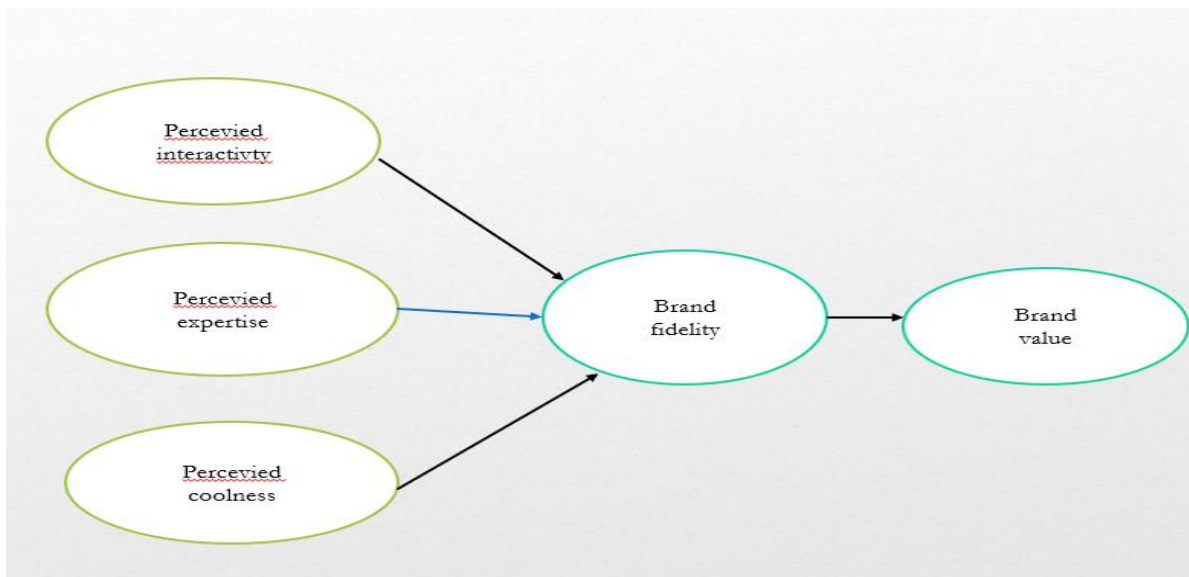 Percevied
interactivty
Percevied
expertise
Percevied
coolness
Brand
fidelity
Brand
value